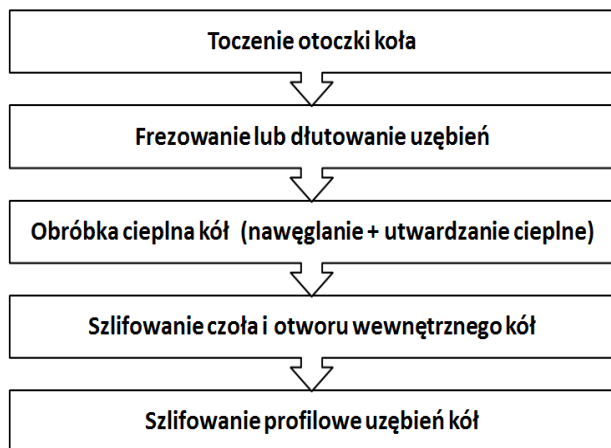 Toczenie otoczki koła
Frezowanie lub dłutowanie uzębień
Obróbka cieplna kół (nawęglanie + utwardzanie cieplne)
Szlifowanie czoła i otworu wewnętrznego kół
Szlifowanie profilowe uzębień kół